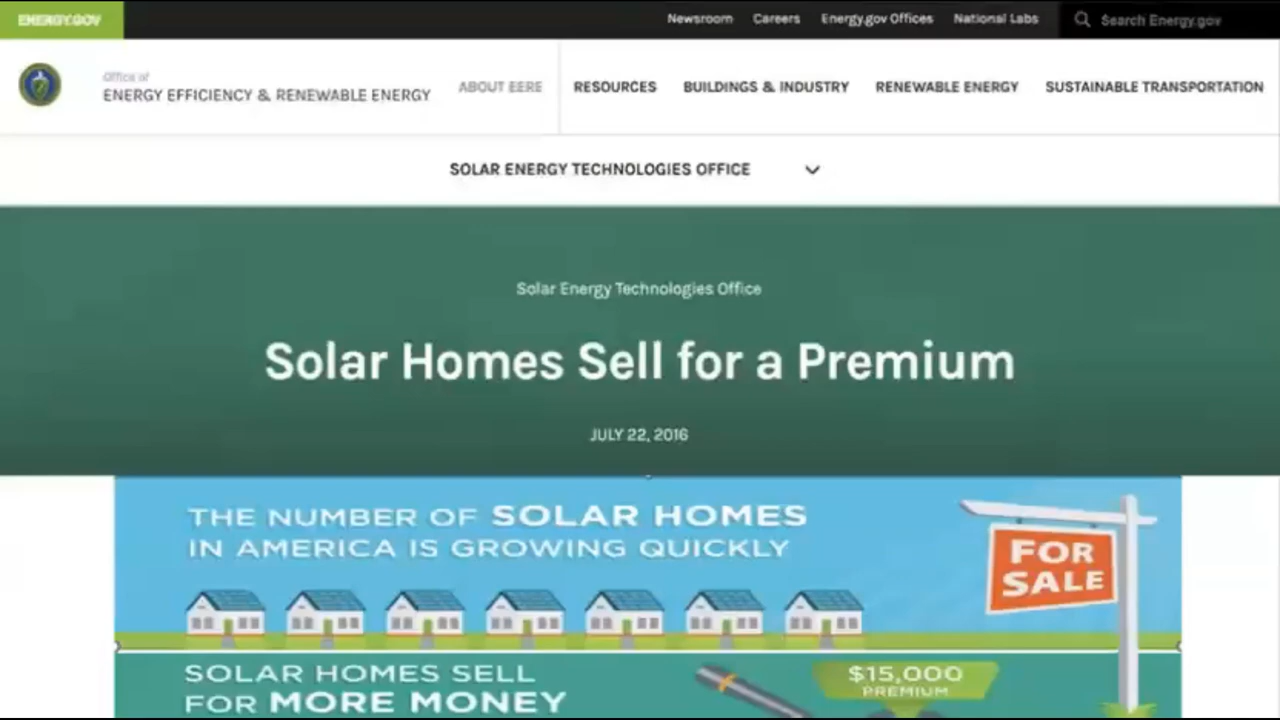 ENERGY.GOV
Newsroom Careers Energy.gov Offices National Labs Search Energy.gov
Office of
ENERGY EFFICIENCY & RENEWABLE ENERGY
ABOUT EERE RESOURCES BUILDINGS & INDUSTRY RENEWABLE ENERGY SUSTAINABLE TRANSPORTATION
SOLAR ENERGY TECHNOLOGIES OFFICE
Solar Energy Technologies Office
Solar Homes Sell for a Premium
JULY 22, 2016
THE NUMBER OF SOLAR HOMES
IN AMERICA IS GROWING QUICKLY
FOR
SALE
SOLAR HOMES SELL
FOR MORE MONEY
$15,000
PREMIUM